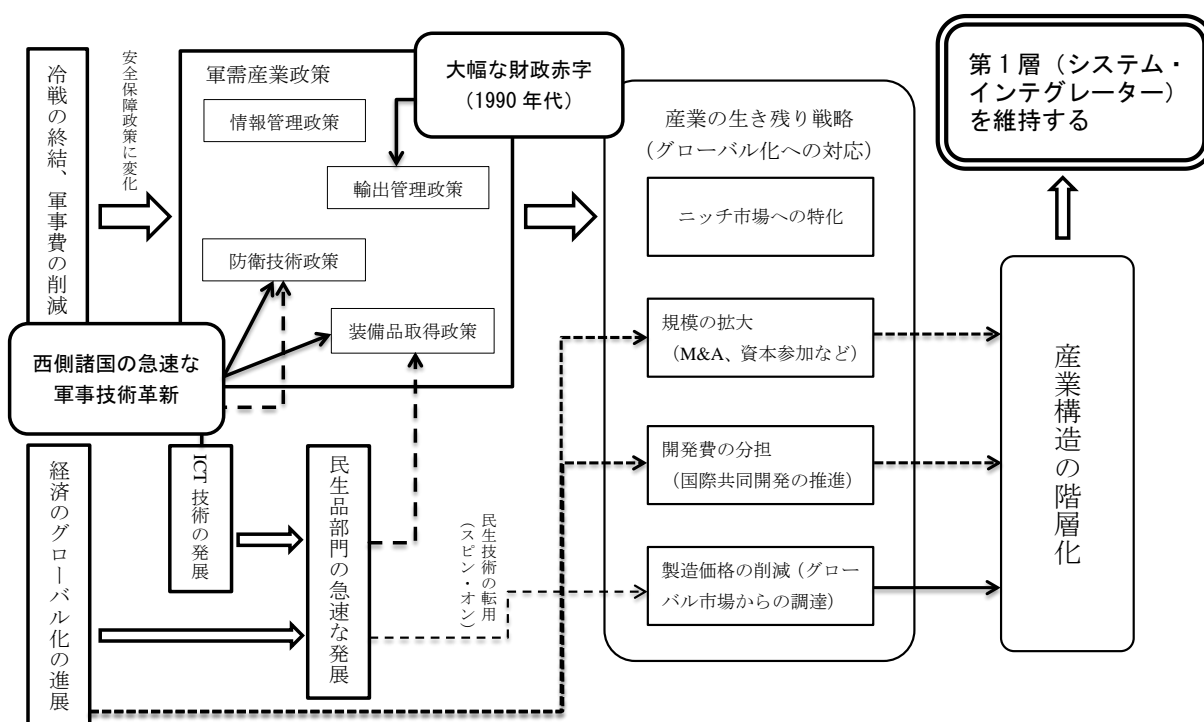 冷戦の終結、軍事費の削減
安全保障政策に変化
軍需産業政策
情報管理政策
大幅な財政赤字
（1990 年代）
輸出管理政策
防衛技術政策
装備品取得政策
西側諸国の急速な
軍事技術革新
経済のグローバル化の進展
ICT 技術の発展
民生品部門の急速な発展
民生技術の転用
（スピン・オン）
産業の生き残り戦略
（グローバル化への対応）
ニッチ市場への特化
規模の拡大
（M&A、資本参加など）
開発費の分担
（国際共同開発の推進）
製造価格の削減（グロー
バル市場からの調達）
第１層（システム・
インテグレーター）
を維持する
産業構造の階層化